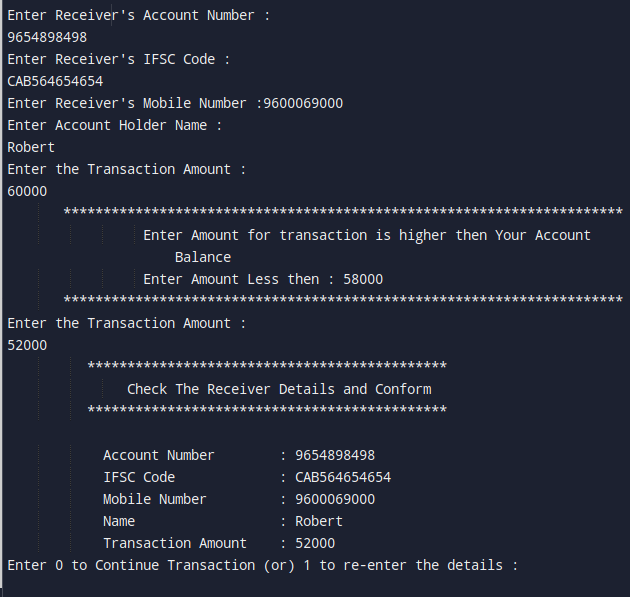 Enter Receiver's Account Number :
9654898498
Enter Receiver's IFSC Code :
CAB564654654
Enter Receiver's Mobile Number :9600069000
Enter Account Holder Name :
Robert
Enter the Transaction Amount :
60000
**********************************************************************
Enter Amount for transaction is higher then Your Account
Balance
Enter Amount Less then : 58000
**********************************************************************
Enter the Transaction Amount :
52000
*********************************************
Check The Receiver Details and Conform
*********************************************
Account Number : 9654898498
IFSC Code : CAB564654654
Mobile Number : 9600069000
Name : Robert
Transaction Amount : 52000
Enter 0 to Continue Transaction (or) 1 to re-enter the details :